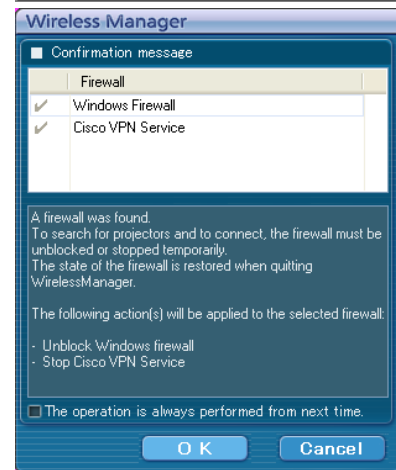 Wireless Manager
Confirmation message
Firewall
Windows Firewall
Cisco VPN Service
A firewall was found.
To search for projectors and to connect, the firewall must be
unblocked or stopped temporarily.
The state of the firewall is restored when quitting
WirelessManager.
The following action(s) will be applied to the selected firewall:
- Unblock Windows firewall
- Stop Cisco VPN Service
The operation is always performed from next time.
OK
Cancel